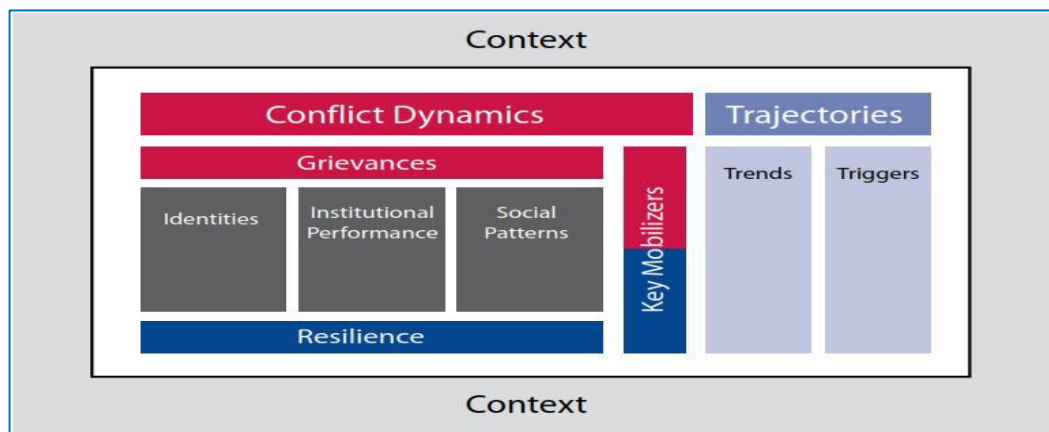 Context
Conflict Dynamics
Trajectories
Grievances
Identities
Institutional
Performance
Social
Patterns
Resilience
Key Mobilizers
Trends
Triggers
Context